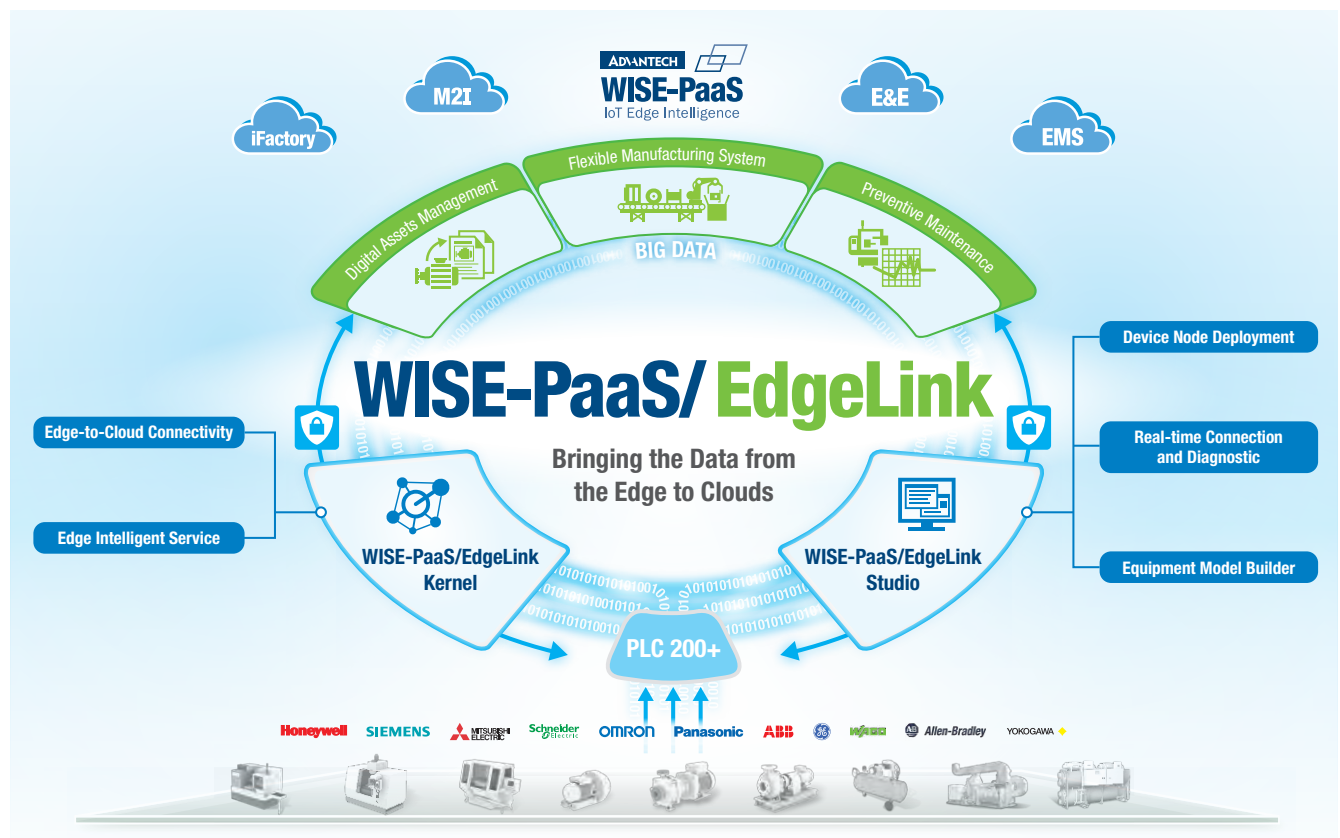 ADVANTECH
WISE-PaaS
IoT Edge Intelligence
iFactory
M2I
E&E
EMS
Digital Assets Management
Flexible Manufacturing System
Preventive Maintenance
BIG DATA
WISE-PaaS/EdgeLink
Bringing the Data from
the Edge to Clouds
Edge-to-Cloud Connectivity
Edge Intelligent Service
WISE-PaaS/EdgeLink
Kernel
WISE-PaaS/EdgeLink
Studio
Device Node Deployment
Real-time Connection
and Diagnostic
Equipment Model Builder
PLC 200+
Honeywell
SIEMENS
MITSUBISHI
ELECTRIC
Schneider
Electric
OMRON
Panasonic
ABB
GE
WAGO
AB Allen-Bradley
YOKOGAWA